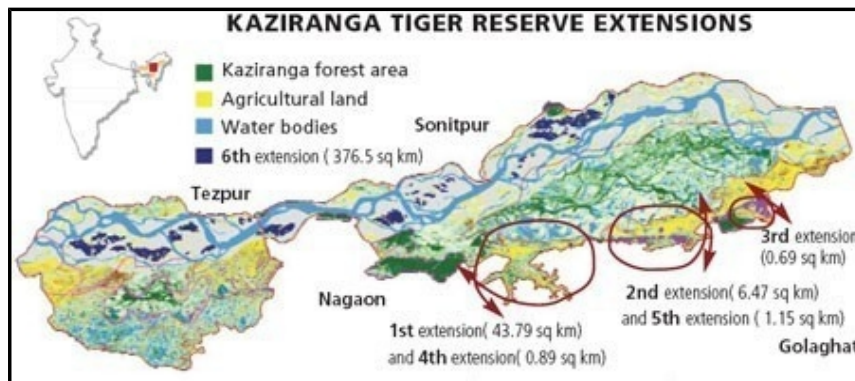 KAZIRANGA TIGER RESERVE EXTENSIONS
Kaziranga forest area
Agricultural land
Water bodies
6th extension ( 376.5 sq km)
Sonitpur
Tezpur
Nagaon
1st extension( 43.79 sq km)
and 4th extension( 0.89 sq km)
2nd extension( 6.47 sq km)
and 5th extension ( 1.15 sq km)
3rd extension
(0.69 sq km)
Golaghat